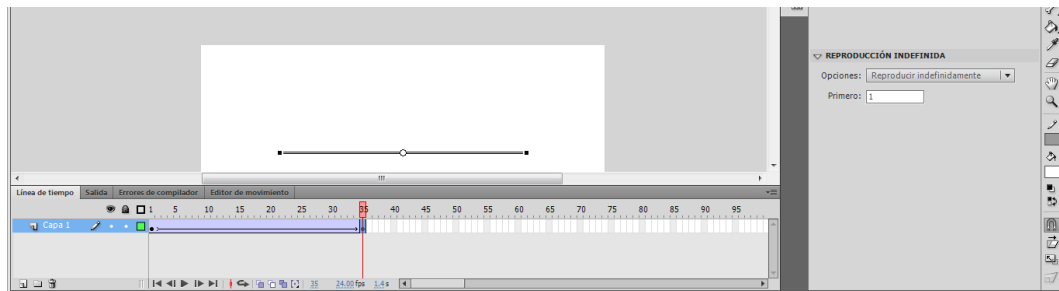 REPRODUCCIÓN INDEFINIDA
Opciones: Reproducir indefinidamente
Primero: 1
Línea de tiempo Salida Errores de compilador Editor de movimiento
1 5 10 15 20 25 30 35 40 45 50 55 60 65 70 75 80 85 90 95
Capa 1
35 24.00 fps 1.4 s